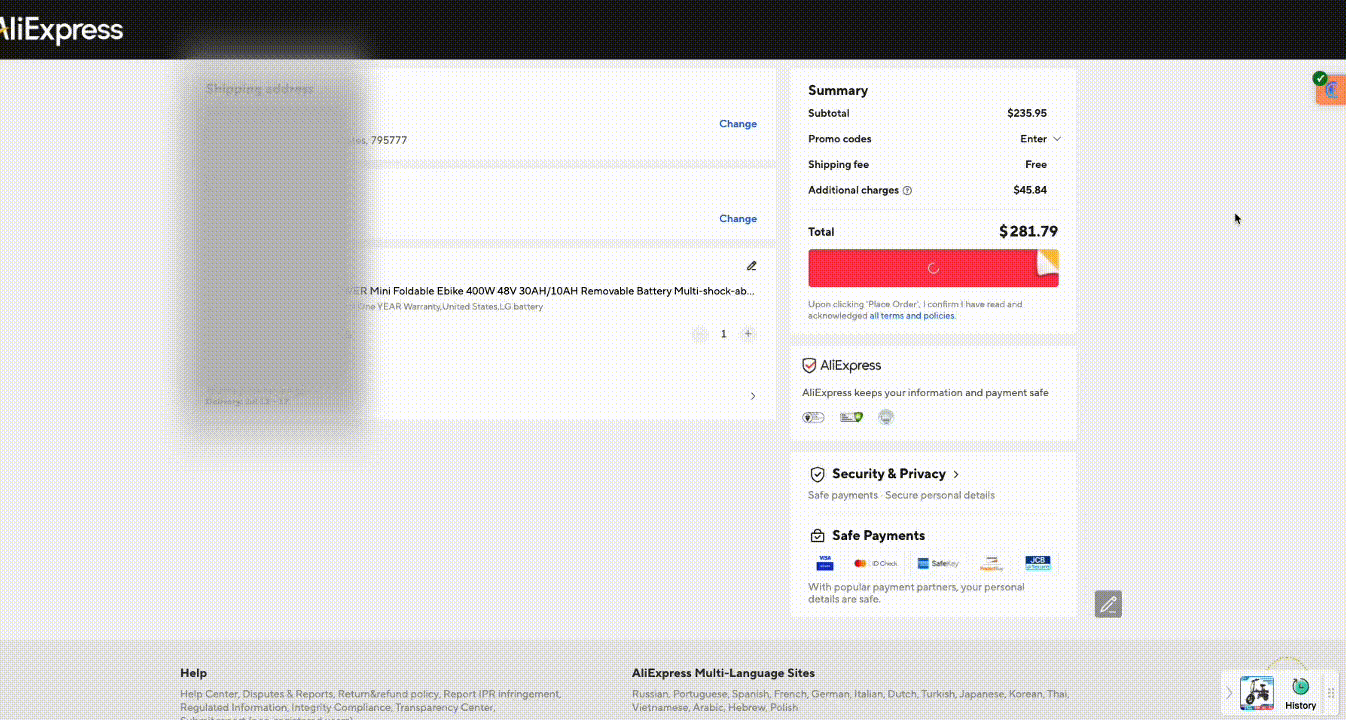 AliExpress
Shipping address
tes, 795777
Change
Change
VER Mini Foldable Ebike 400W 48V 30AH/10AH Removable Battery Multi-shock-ab...
One YEAR Warranty,United States,LG battery
1
Summary
Subtotal $235.95
Promo codes Enter
Shipping fee Free
Additional charges $45.84
Total $281.79
Upon clicking 'Place Order', I confirm I have read and
acknowledged all terms and policies.
AliExpress
AliExpress keeps your information and payment safe
Security & Privacy
Safe payments · Secure personal details
Safe Payments
VISA
ID Check
SafeKey
JCB
With popular payment partners, your personal
details are safe.
Help
Help Center, Disputes & Reports, Return&refund policy, Report IPR infringement,
Regulated Information, Integrity Compliance, Transparency Center,
AliExpress Multi-Language Sites
Russian, Portuguese, Spanish, French, German, Italian, Dutch, Turkish, Japanese, Korean, Thai,
Vietnamese, Arabic, Hebrew, Polish
History